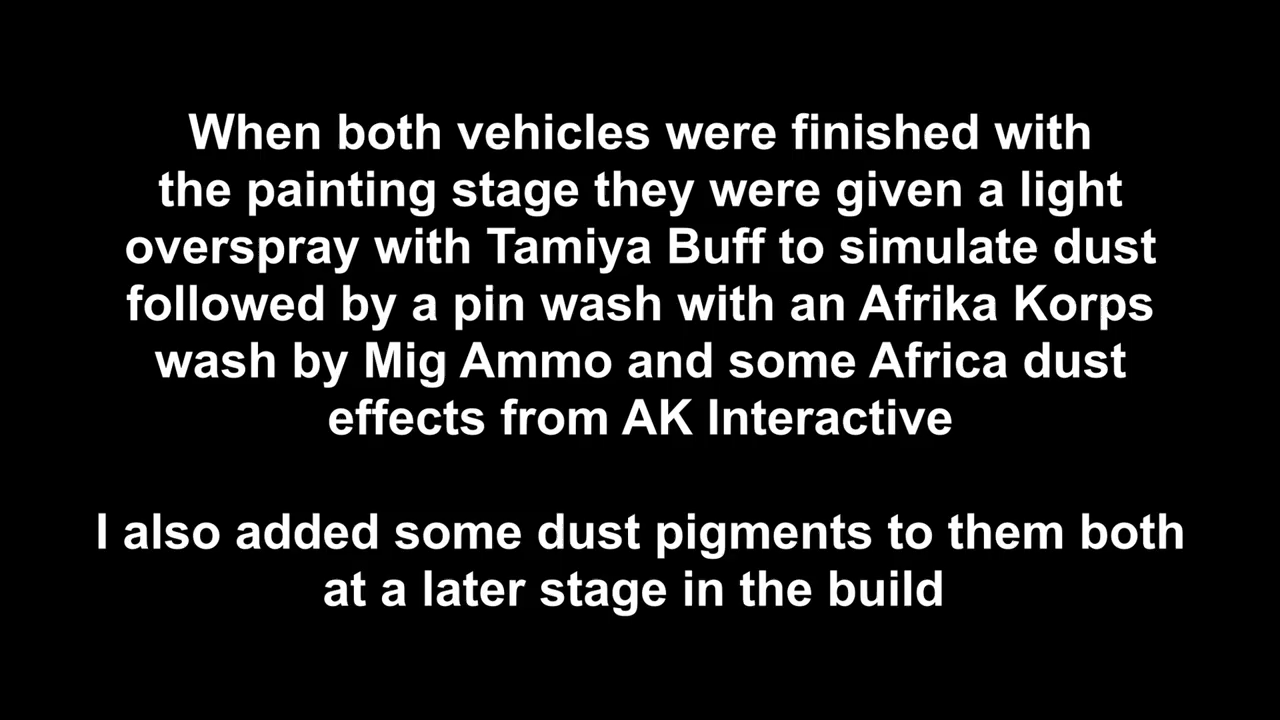 When both vehicles were finished with
the painting stage they were given a light
overspray with Tamiya Buff to simulate dust
followed by a pin wash with an Afrika Korps
wash by Mig Ammo and some Africa dust
effects from AK Interactive
I also added some dust pigments to them both
at a later stage in the build